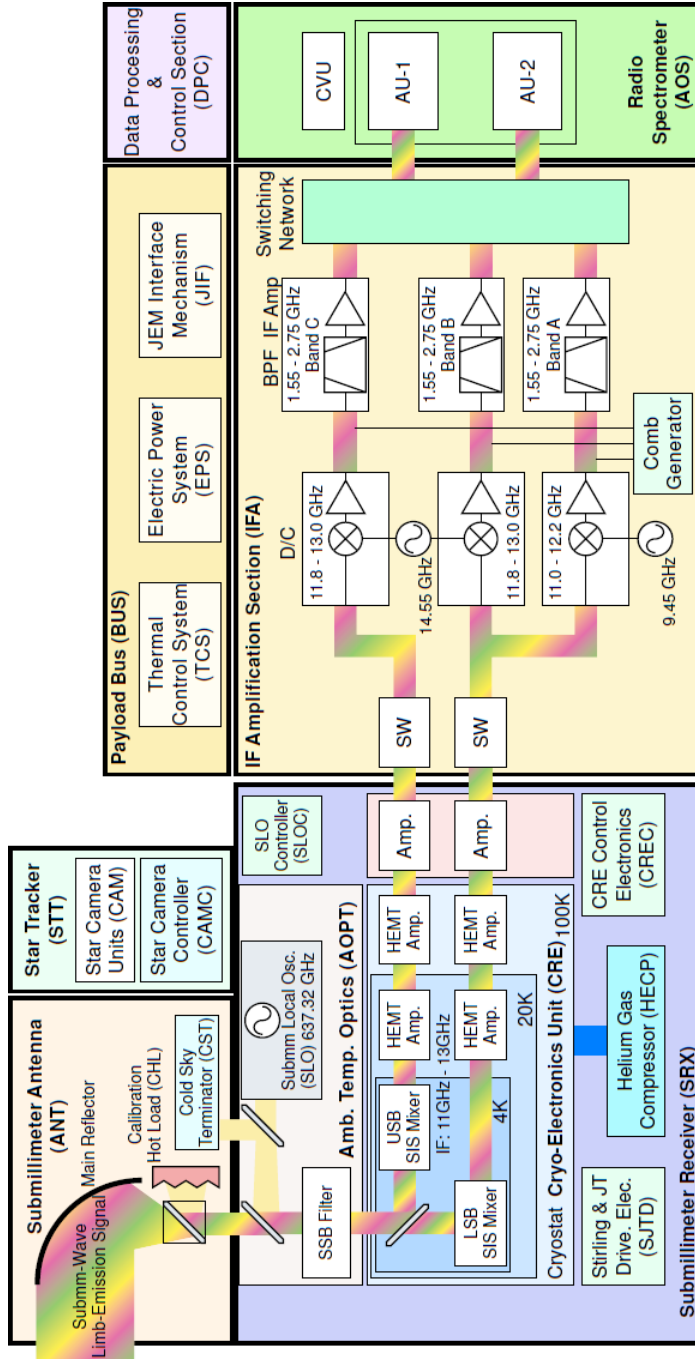 Submillimeter Antenna
(ANT)
Main Reflector
Submm-Wave
Limb-Emission Signal
Calibration
Hot Load (CHL)
Cold Sky
Terminator (CST)
Star Tracker
(STT)
Star Camera
Units (CAM)
Star Camera
Controller
(CAMC)
Payload Bus (BUS)
Thermal
Control System
(TCS)
Electric Power
System
(EPS)
JEM Interface
Mechanism
(JIF)
Data Processing
&
Control Section
(DPC)
Submm Local Osc.
(SLO) 637.32 GHz
SLO
Controller
(SLOC)
SSB Filter
Amb. Temp. Optics (AOPT)
USB
SIS Mixer
HEMT
Amp.
HEMT
Amp.
Amp.
IF: 11GHz - 13GHz
LSB
SIS Mixer
4K
HEMT
Amp.
20K
HEMT
Amp.
Amp.
Cryostat
Cryo-Electronics Unit (CRE)
100K
Stirling & JT
Drive. Elec.
(SJTD)
Helium Gas
Compressor (HECP)
CRE Control
Electronics
(CREC)
Submillimeter Receiver (SRX)
IF Amplification Section (IFA)
SW
SW
D/C
11.8 - 13.0 GHz
14.55 GHz
11.8 - 13.0 GHz
11.0 - 12.2 GHz
9.45 GHz
BPF IF Amp
1.55 - 2.75 GHz
Band C
1.55 - 2.75 GHz
Band B
1.55 - 2.75 GHz
Band A
Comb
Generator
Switching
Network
CVU
AU-1
AU-2
Radio
Spectrometer
(AOS)